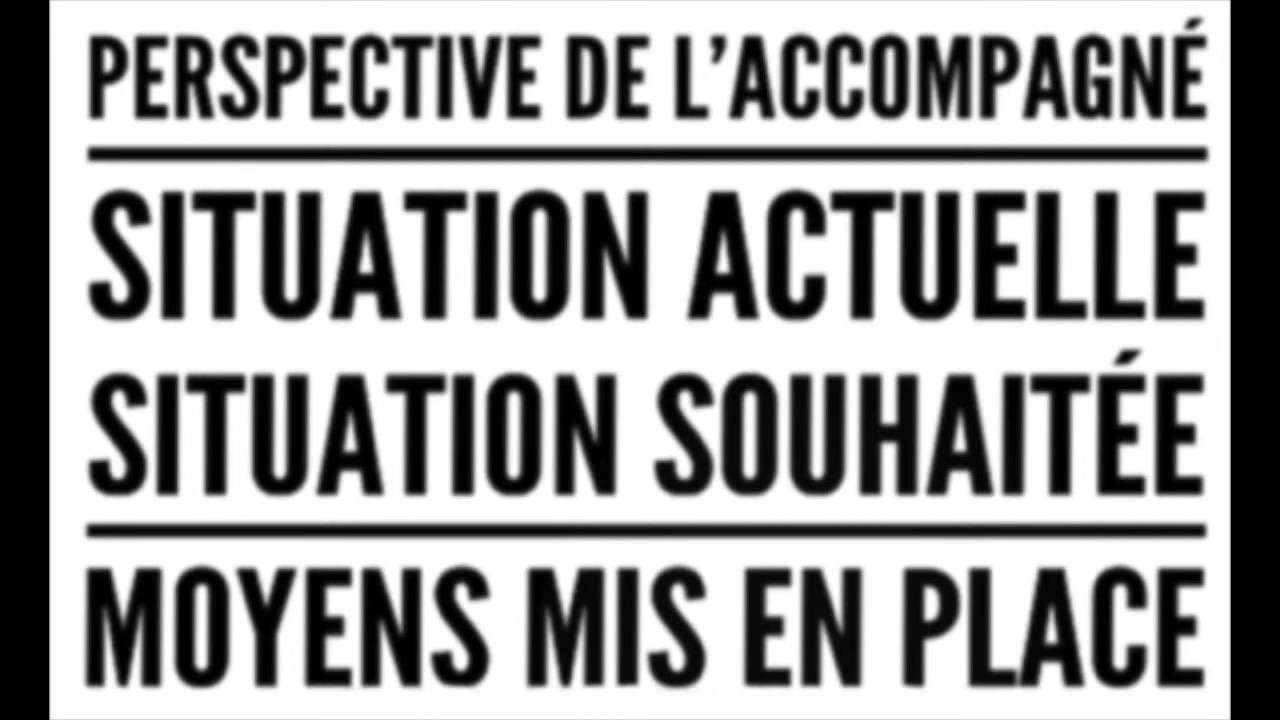 PERSPECTIVE DE L’ACCOMPAGNÉ
SITUATION ACTUELLE
SITUATION SOUHAITÉE
MOYENS MIS EN PLACE